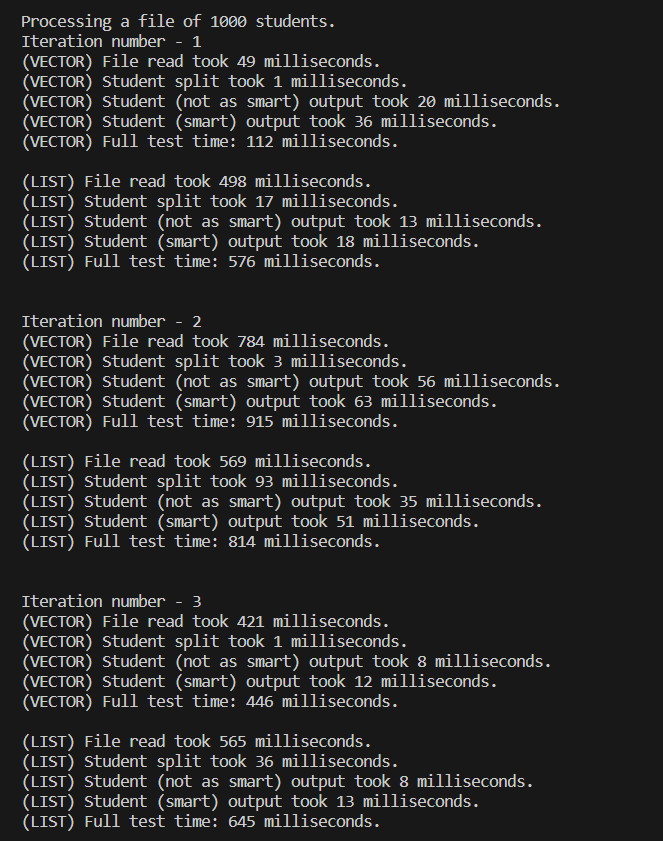 Processing a file of 1000 students.
Iteration number - 1
(VECTOR) File read took 49 milliseconds.
(VECTOR) Student split took 1 milliseconds.
(VECTOR) Student (not as smart) output took 20 milliseconds.
(VECTOR) Student (smart) output took 36 milliseconds.
(VECTOR) Full test time: 112 milliseconds.
(LIST) File read took 498 milliseconds.
(LIST) Student split took 17 milliseconds.
(LIST) Student (not as smart) output took 13 milliseconds.
(LIST) Student (smart) output took 18 milliseconds.
(LIST) Full test time: 576 milliseconds.
Iteration number - 2
(VECTOR) File read took 784 milliseconds.
(VECTOR) Student split took 3 milliseconds.
(VECTOR) Student (not as smart) output took 56 milliseconds.
(VECTOR) Student (smart) output took 63 milliseconds.
(VECTOR) Full test time: 915 milliseconds.
(LIST) File read took 569 milliseconds.
(LIST) Student split took 93 milliseconds.
(LIST) Student (not as smart) output took 35 milliseconds.
(LIST) Student (smart) output took 51 milliseconds.
(LIST) Full test time: 814 milliseconds.
Iteration number - 3
(VECTOR) File read took 421 milliseconds.
(VECTOR) Student split took 1 milliseconds.
(VECTOR) Student (not as smart) output took 8 milliseconds.
(VECTOR) Student (smart) output took 12 milliseconds.
(VECTOR) Full test time: 446 milliseconds.
(LIST) File read took 565 milliseconds.
(LIST) Student split took 36 milliseconds.
(LIST) Student (not as smart) output took 8 milliseconds.
(LIST) Student (smart) output took 13 milliseconds.
(LIST) Full test time: 645 milliseconds.